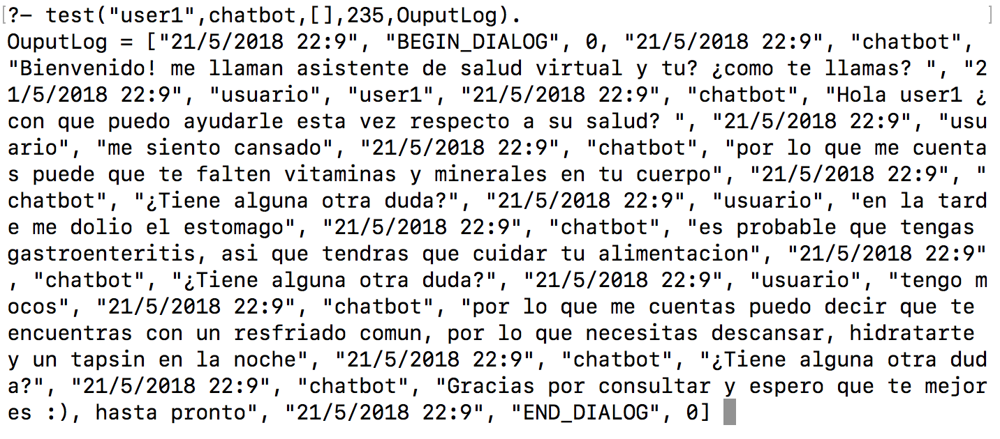 [?- test("user1",chatbot,[],235,OuputLog). ]
OuputLog = ["21/5/2018 22:9", "BEGIN_DIALOG", 0, "21/5/2018 22:9", "chatbot",
"Bienvenido! me llaman asistente de salud virtual y tu? ¿como te llamas? ", "2
1/5/2018 22:9", "usuario", "user1", "21/5/2018 22:9", "chatbot", "Hola user1 ¿
con que puedo ayudarle esta vez respecto a su salud? ", "21/5/2018 22:9", "usu
ario", "me siento cansado", "21/5/2018 22:9", "chatbot", "por lo que me cuenta
s puede que te falten vitaminas y minerales en tu cuerpo", "21/5/2018 22:9", "
chatbot", "¿Tiene alguna otra duda?", "21/5/2018 22:9", "usuario", "en la tard
e me dolio el estomago", "21/5/2018 22:9", "chatbot", "es probable que tengas
gastroenteritis, asi que tendras que cuidar tu alimentacion", "21/5/2018 22:9"
, "chatbot", "¿Tiene alguna otra duda?", "21/5/2018 22:9", "usuario", "tengo m
ocos", "21/5/2018 22:9", "chatbot", "por lo que me cuentas puedo decir que te
encuentras con un resfriado comun, por lo que necesitas descansar, hidratarte
y un tapsin en la noche", "21/5/2018 22:9", "chatbot", "¿Tiene alguna otra dud
a?", "21/5/2018 22:9", "chatbot", "Gracias por consultar y espero que te mejor
es :), hasta pronto", "21/5/2018 22:9", "END_DIALOG", 0]